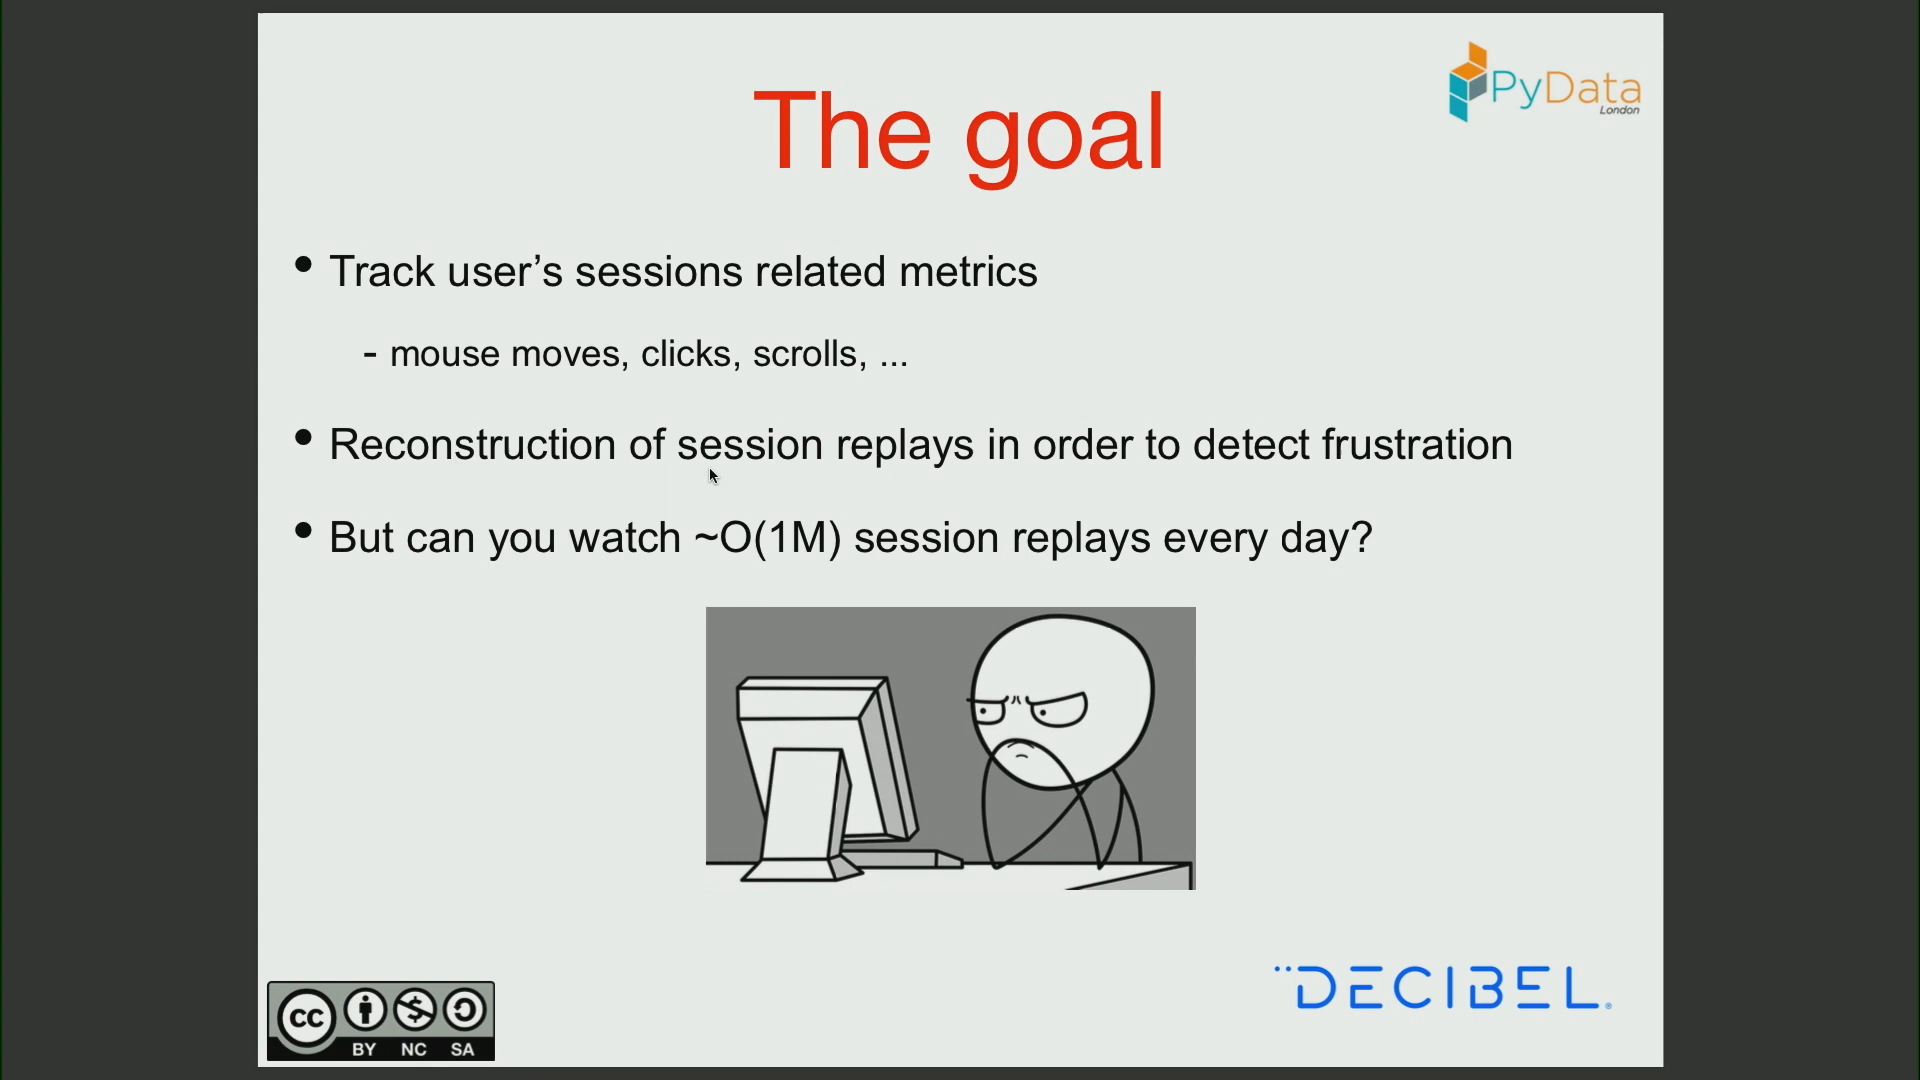 The goal
PyData
London
• Track user’s sessions related metrics
- mouse moves, clicks, scrolls, ...
• Reconstruction of session replays in order to detect frustration
• But can you watch ~O(1M) session replays every day?
DECIBEL
CC
BY NC SA